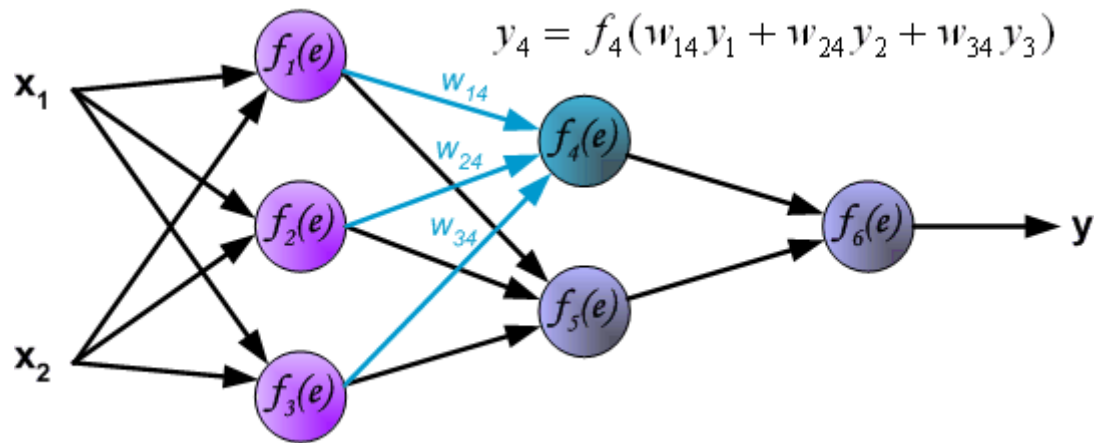 y₄ = f₄(w₁₄y₁ + w₂₄y₂ + w₃₄y₃)
f₁(e)
x₁
w₁₄
f₄(e)
w₂₄
f₂(e)
w₃₄
f₆(e)
y
f₅(e)
x₂
f₃(e)